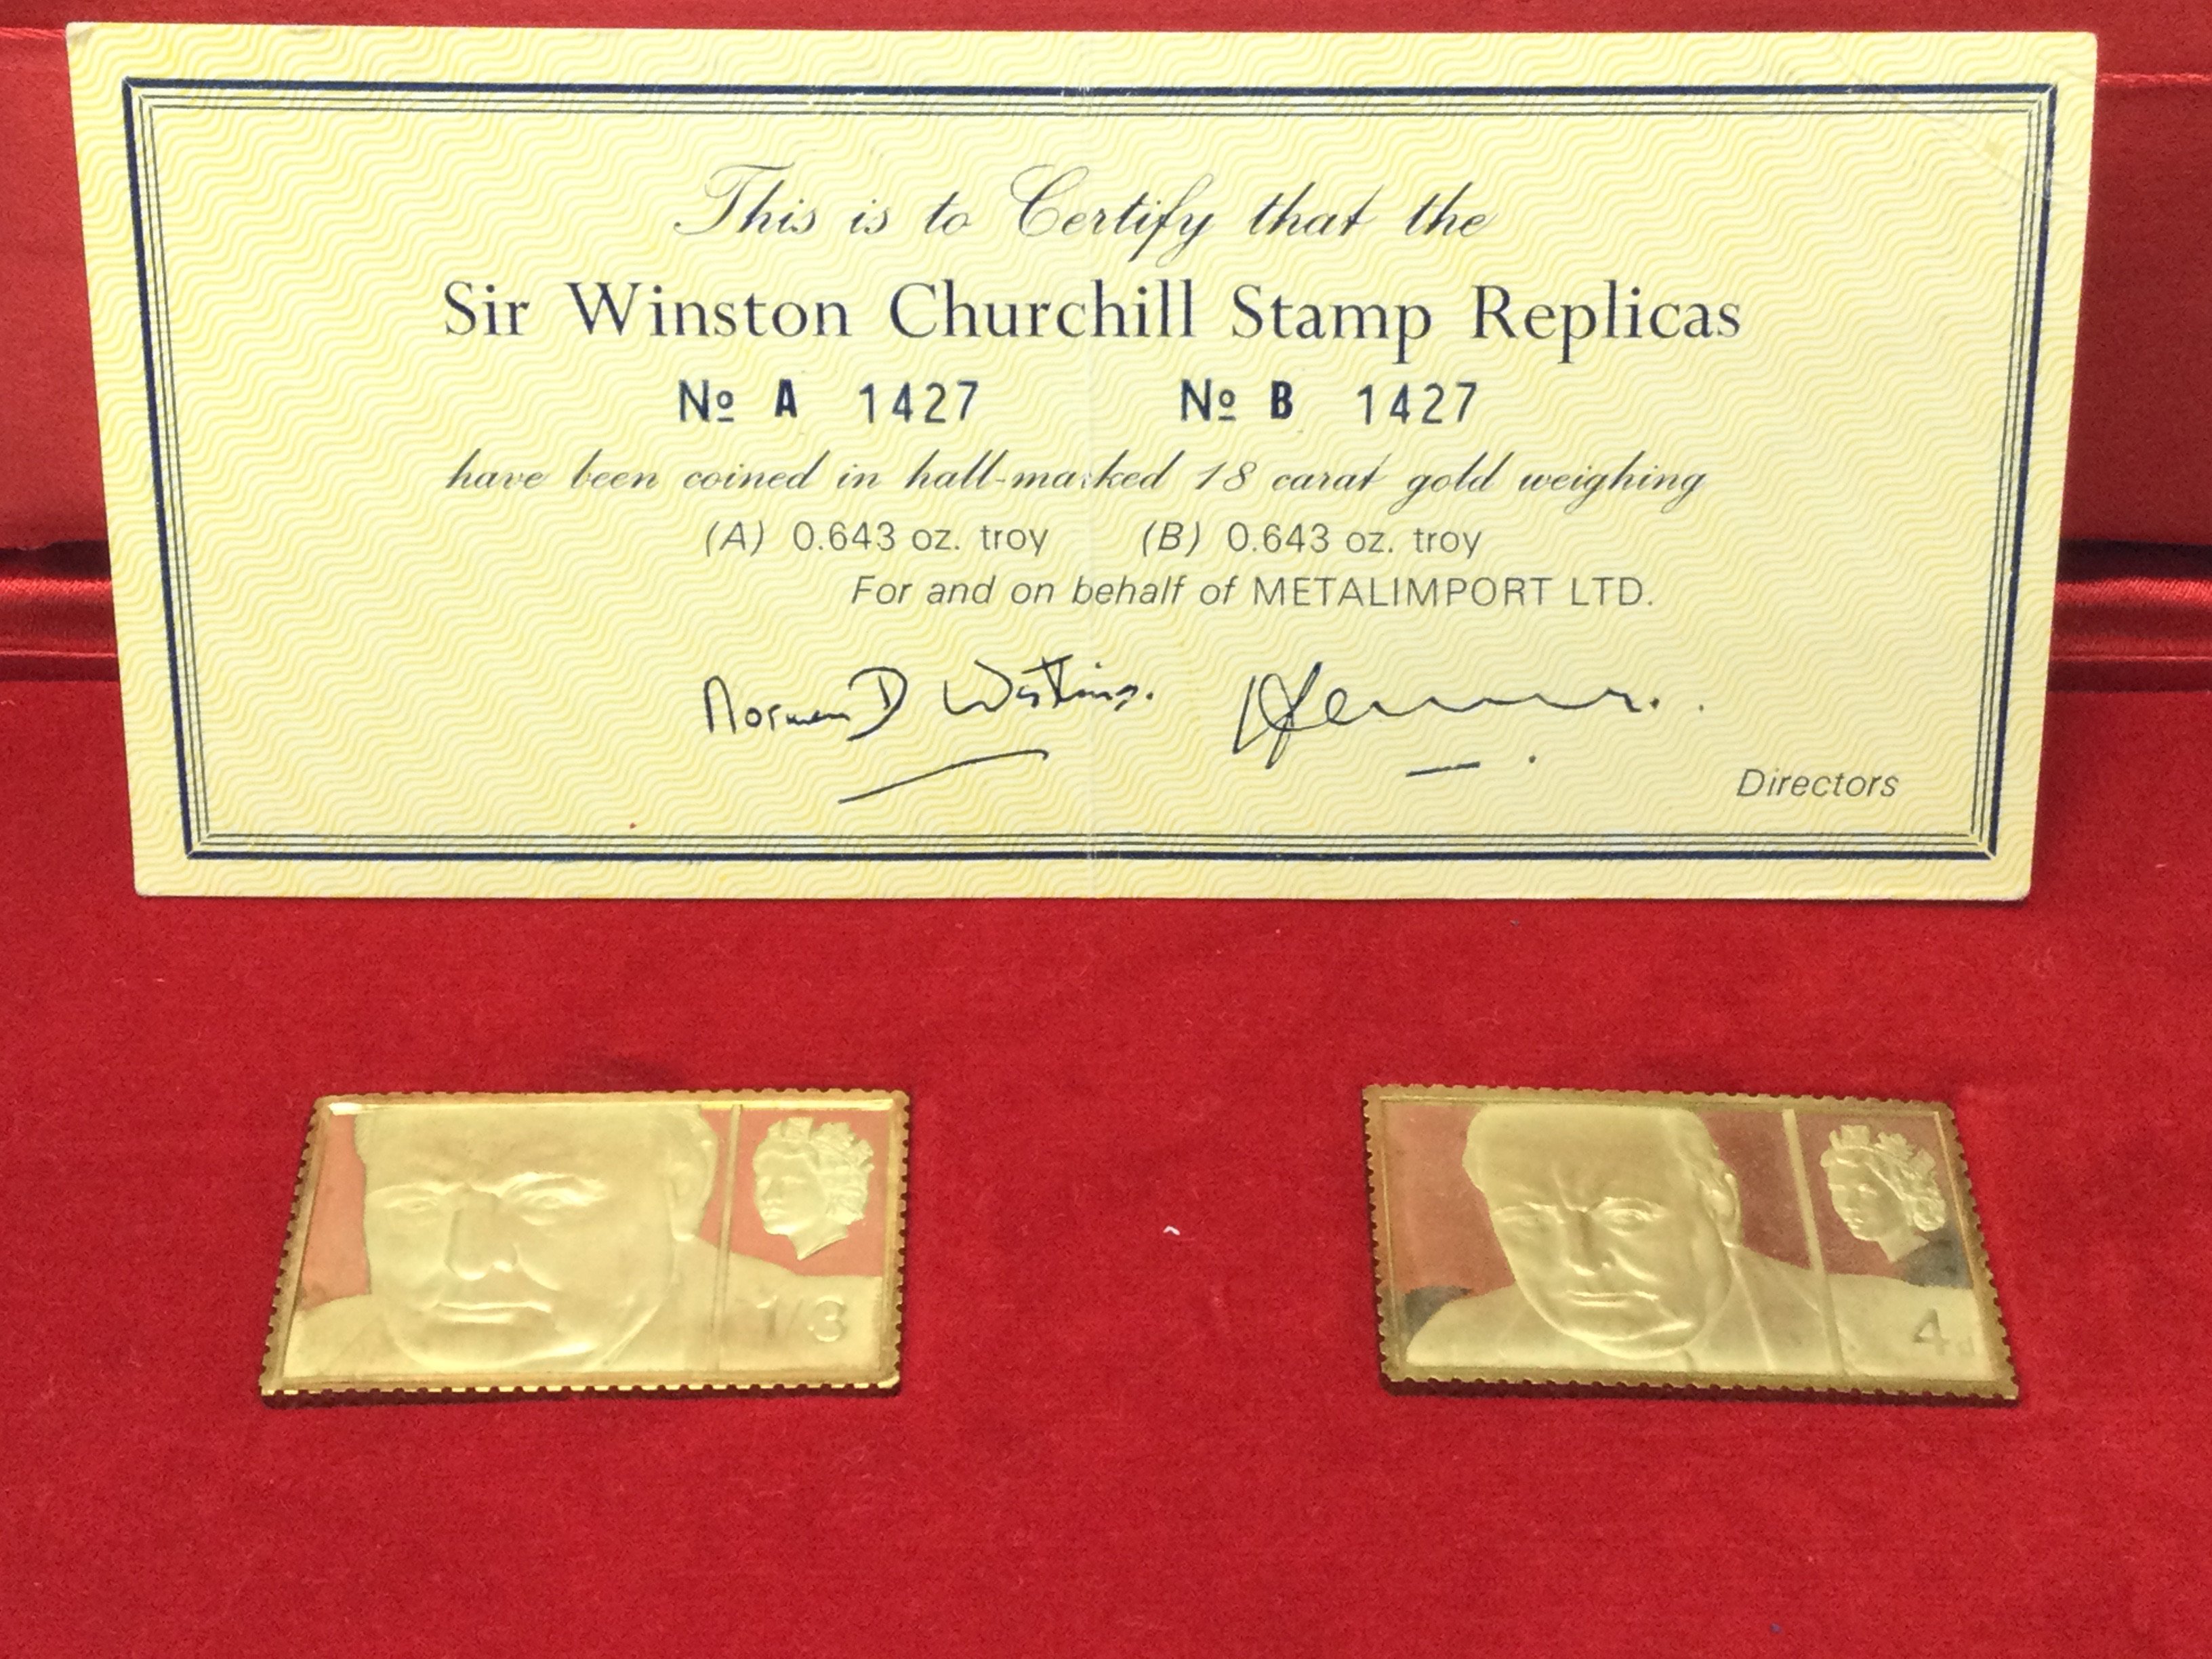 This is to Certify that the
Sir Winston Churchill Stamp Replicas
Nº A 1427 Nº B 1427
have been coined in hall-marked 18 carat gold weighing
(A) 0.643 oz. troy (B) 0.643 oz. troy
For and on behalf of METALIMPORT LTD.
Norman D Watkins.
Directors
1/3
4d